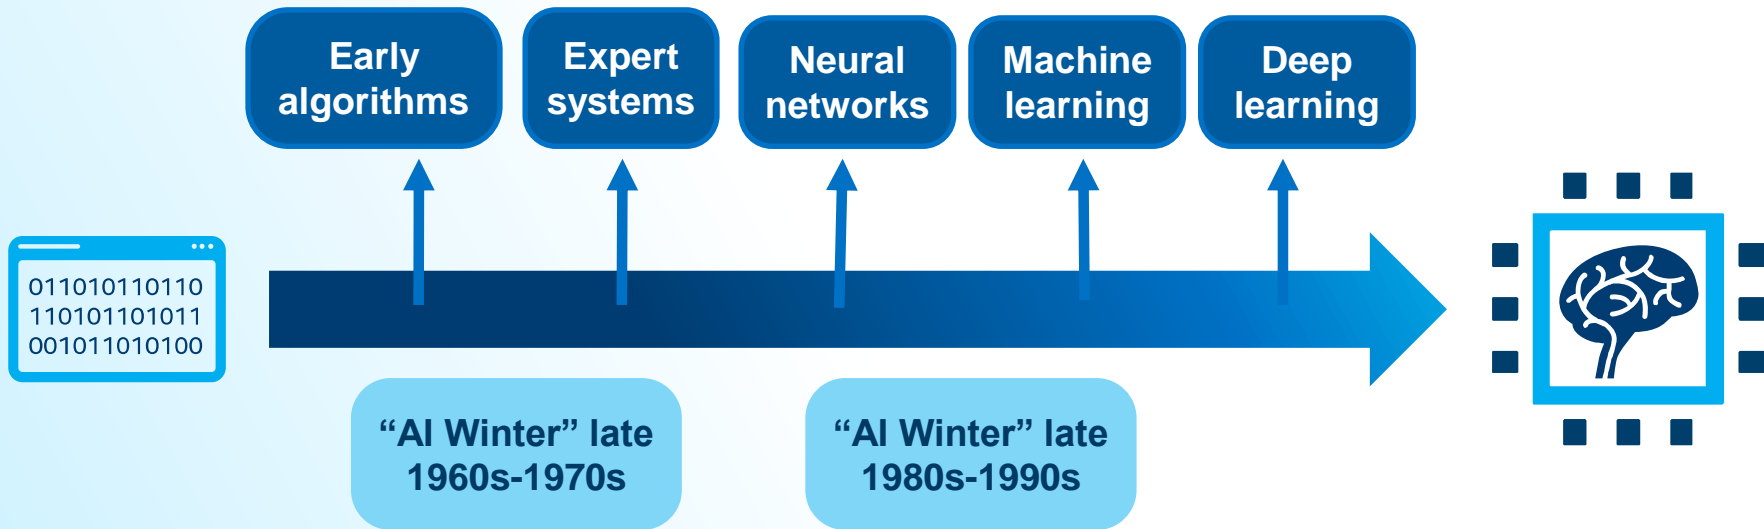 Early
algorithms
Expert
systems
Neural
networks
Machine
learning
Deep
learning
011010110110
110101101011
001011010100
“AI Winter” late
1960s-1970s
“AI Winter” late
1980s-1990s